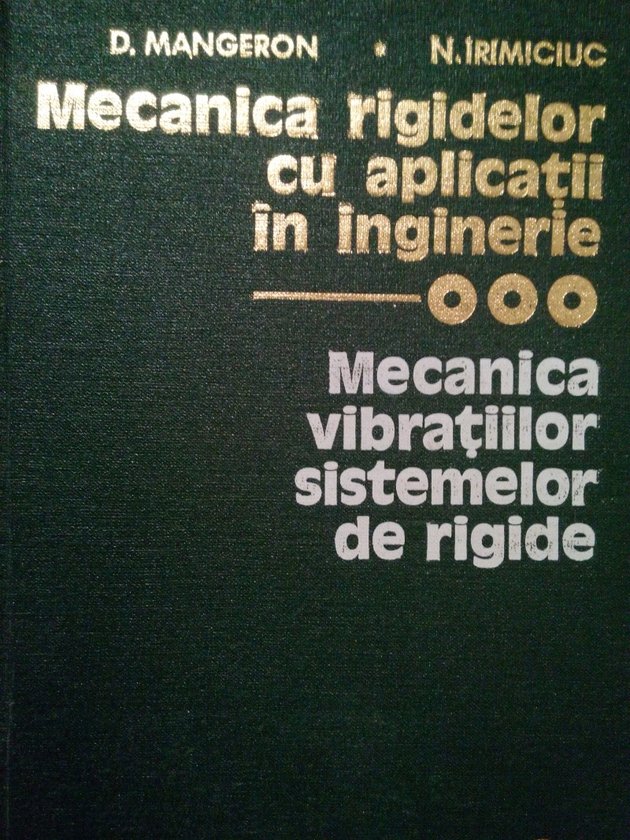 D. MANGERON * N. IRIMICIUC
Mecanica rigidelor
cu aplicații
în inginerie
Mecanica
vibrațiilor
sistemelor
de rigide